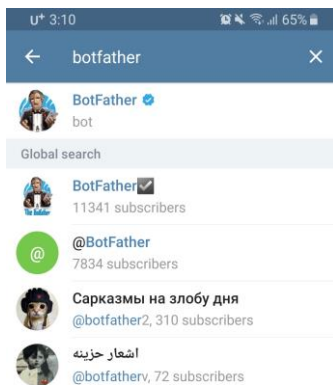 U+ 3:10 65%
botfather
BotFather
bot
Global search
BotFather✅
11341 subscribers
@
@BotFather
7834 subscribers
Сарказмы на злобу дня
@botfather2, 310 subscribers
اشعار حزینه
@botfatherv, 72 subscribers